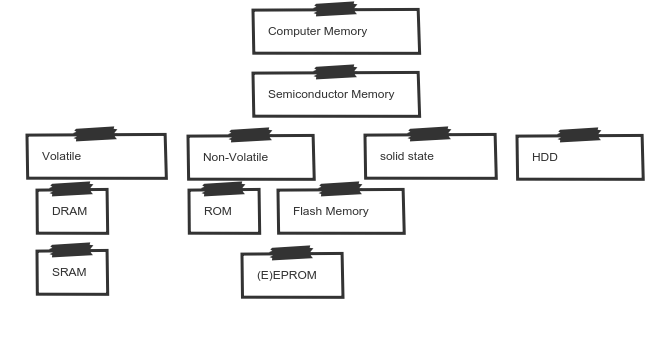 Computer Memory
Semiconductor Memory
Volatile
Non-Volatile
solid state
HDD
DRAM
ROM
Flash Memory
SRAM
(E)EPROM